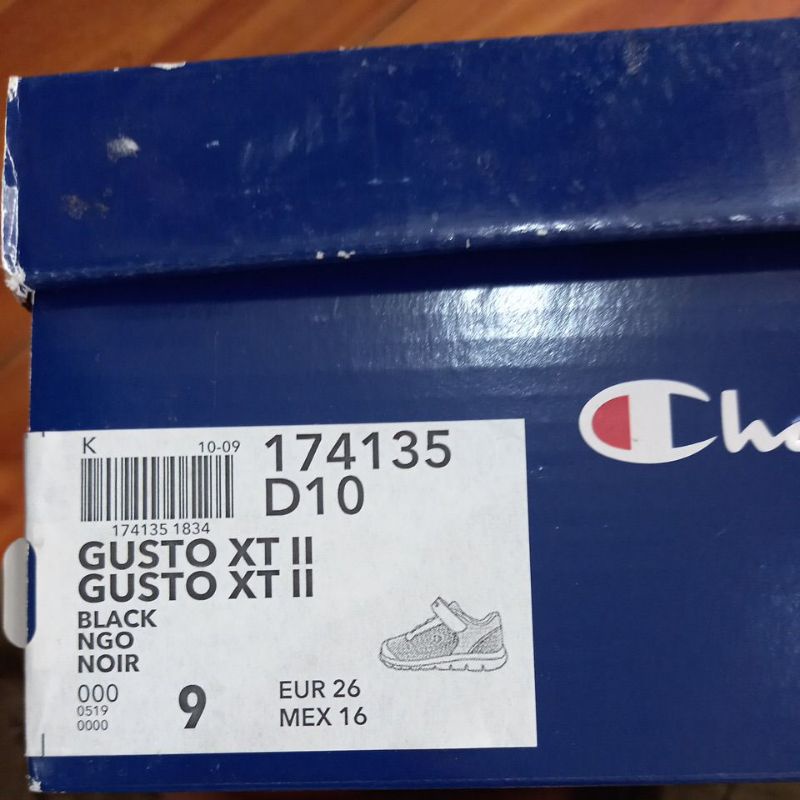 Cha
K
10-09
174135
D10
174135 1834
GUSTO XT II
GUSTO XT II
BLACK
NGO
NOIR
000
0519
0000
9
EUR 26
MEX 16